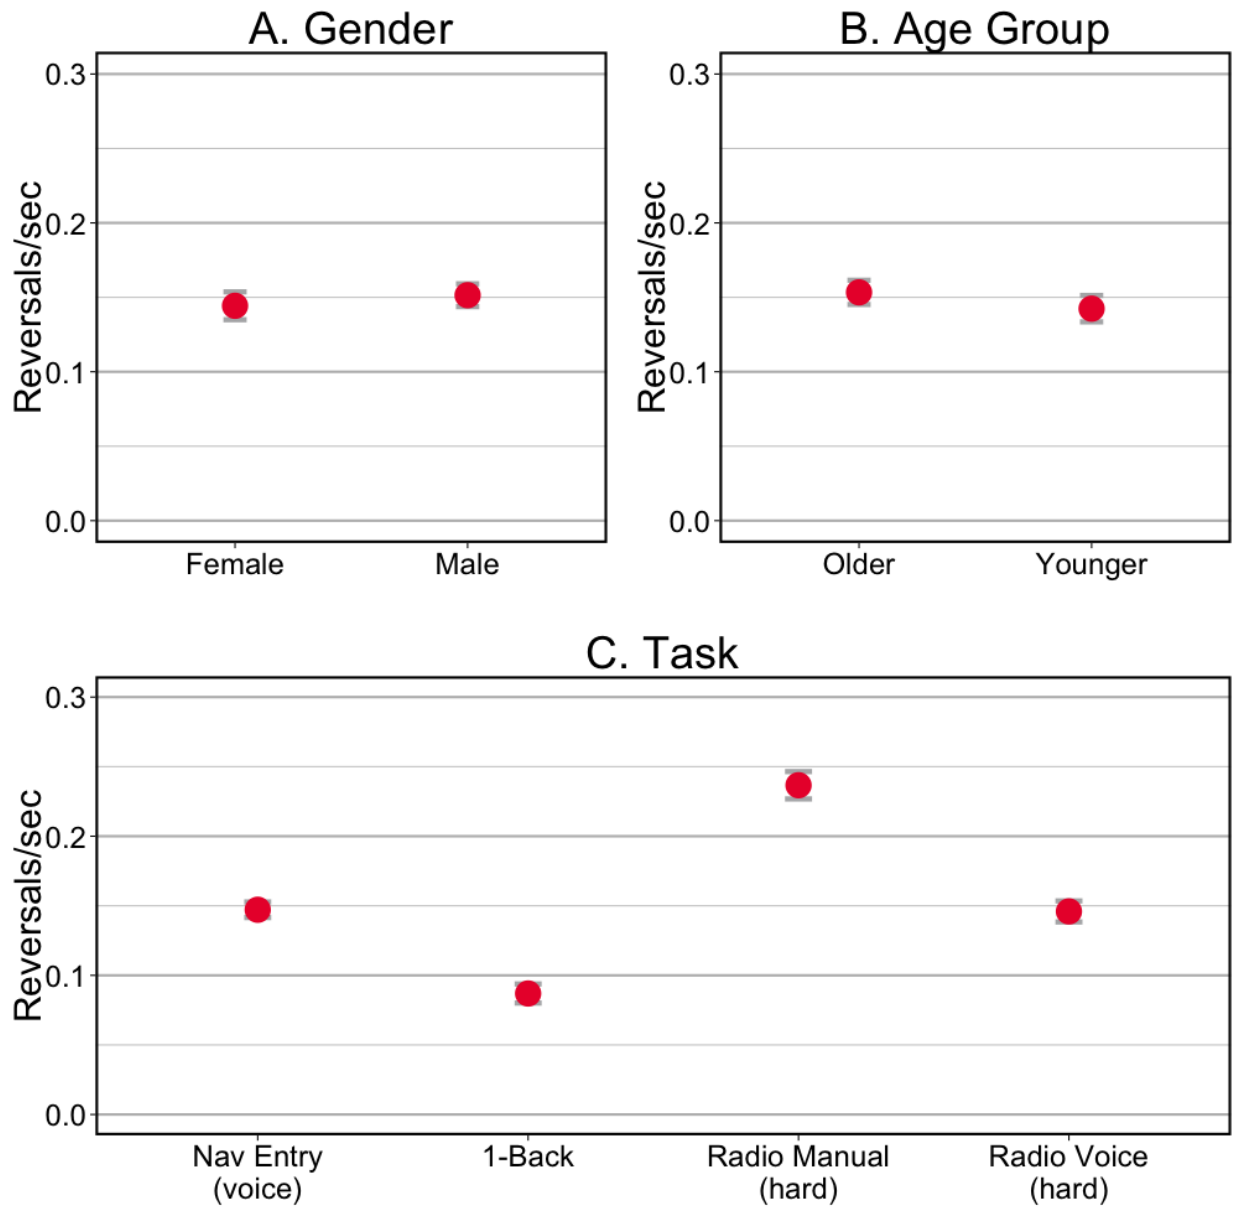 A. Gender
Reversals/sec
0.3
0.2
0.1
0.0
Female Male
B. Age Group
Reversals/sec
0.3
0.2
0.1
0.0
Older Younger
C. Task
Reversals/sec
0.3
0.2
0.1
0.0
Nav Entry 1-Back Radio Manual Radio Voice
(voice) (hard) (hard)